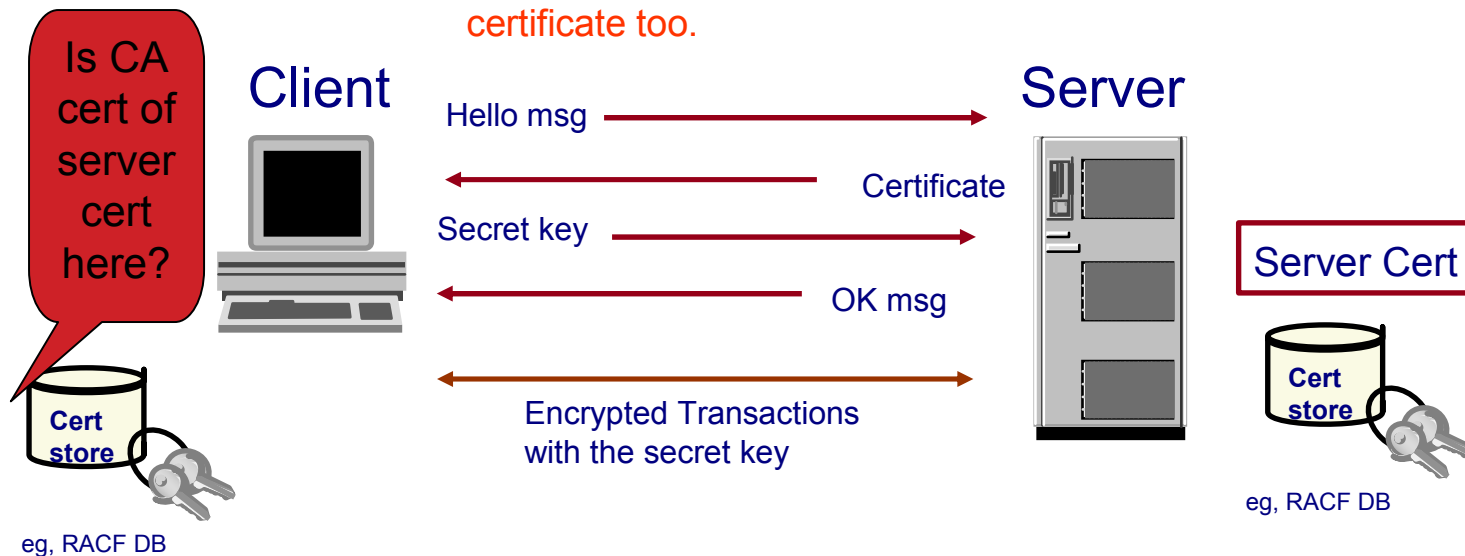 certificate too.
Is CA
cert of
server
cert
here?
Client
Server
Hello msg
Certificate
Secret key
OK msg
Server Cert
Encrypted Transactions
with the secret key
Cert
store
eg, RACF DB
Cert
store
eg, RACF DB